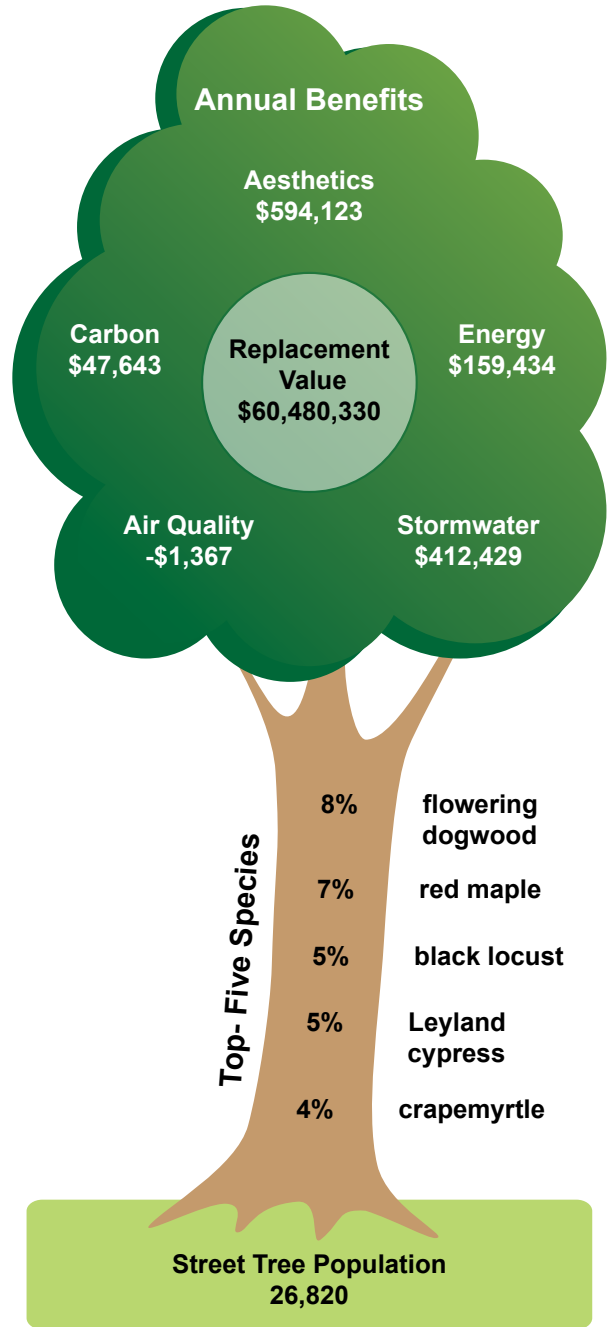 Annual Benefits
Aesthetics
$594,123
Carbon
$47,643
Replacement
Value
$60,480,330
Energy
$159,434
Air Quality
-$1,367
Stormwater
$412,429
Top- Five Species
8%
flowering
dogwood
7%
red maple
5%
black locust
5%
Leyland
cypress
4%
crapemyrtle
Street Tree Population
26,820